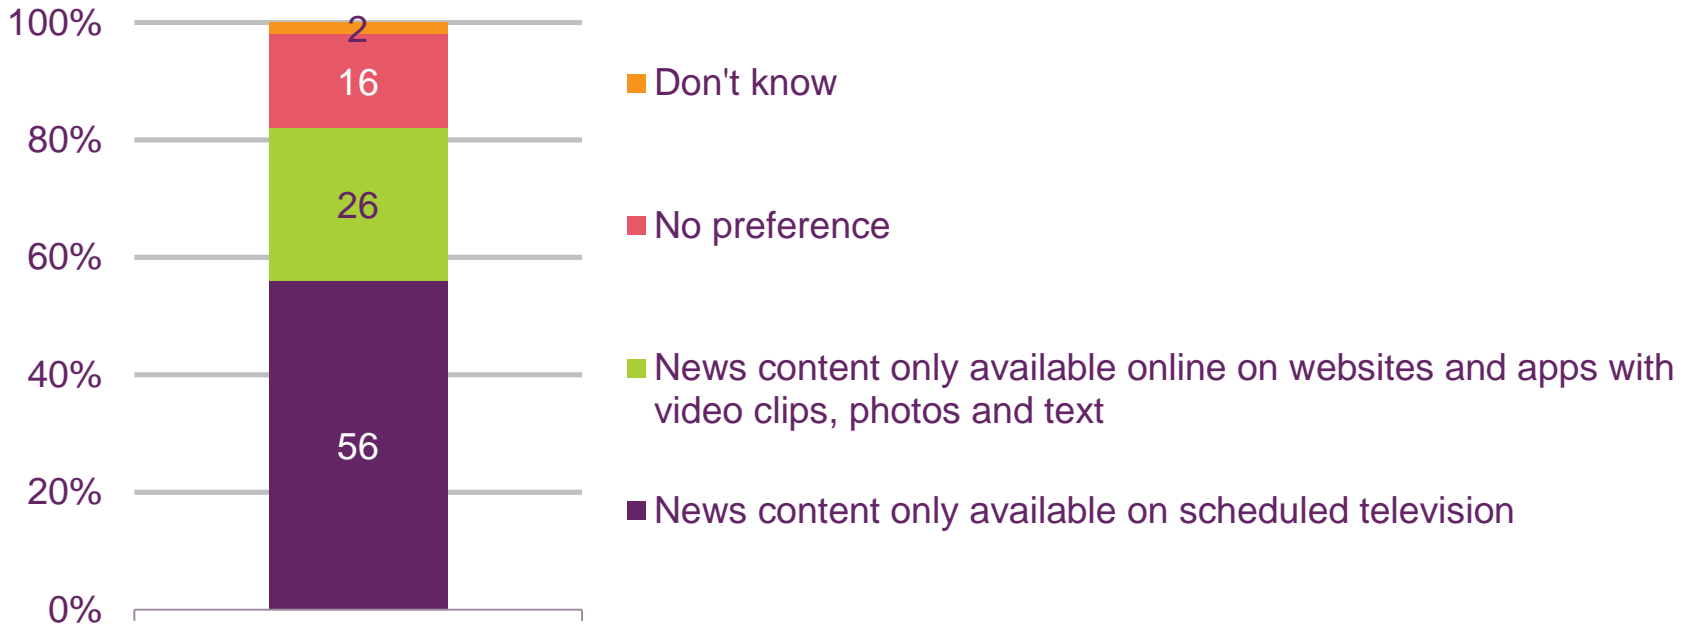 100%
80%
60%
40%
20%
0%
2
16
26
56
Don't know
No preference
News content only available online on websites and apps with
video clips, photos and text
News content only available on scheduled television